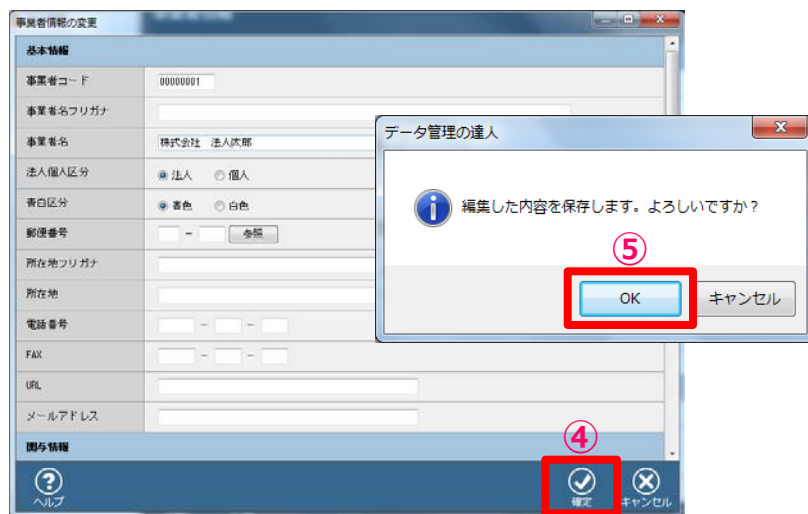 事業者情報の変更
基本情報
事業者コード 00000001
事業者名フリガナ
事業者名 株式会社 法人太郎
法人個人区分 法人 個人
青白区分 青色 白色
郵便番号 - 参照
所在地フリガナ
所在地
電話番号 - -
FAX - -
URL
メールアドレス
関与情報
④
ヘルプ 確定 キャンセル
データ管理の達人
編集した内容を保存します。よろしいですか？
⑤
OK キャンセル